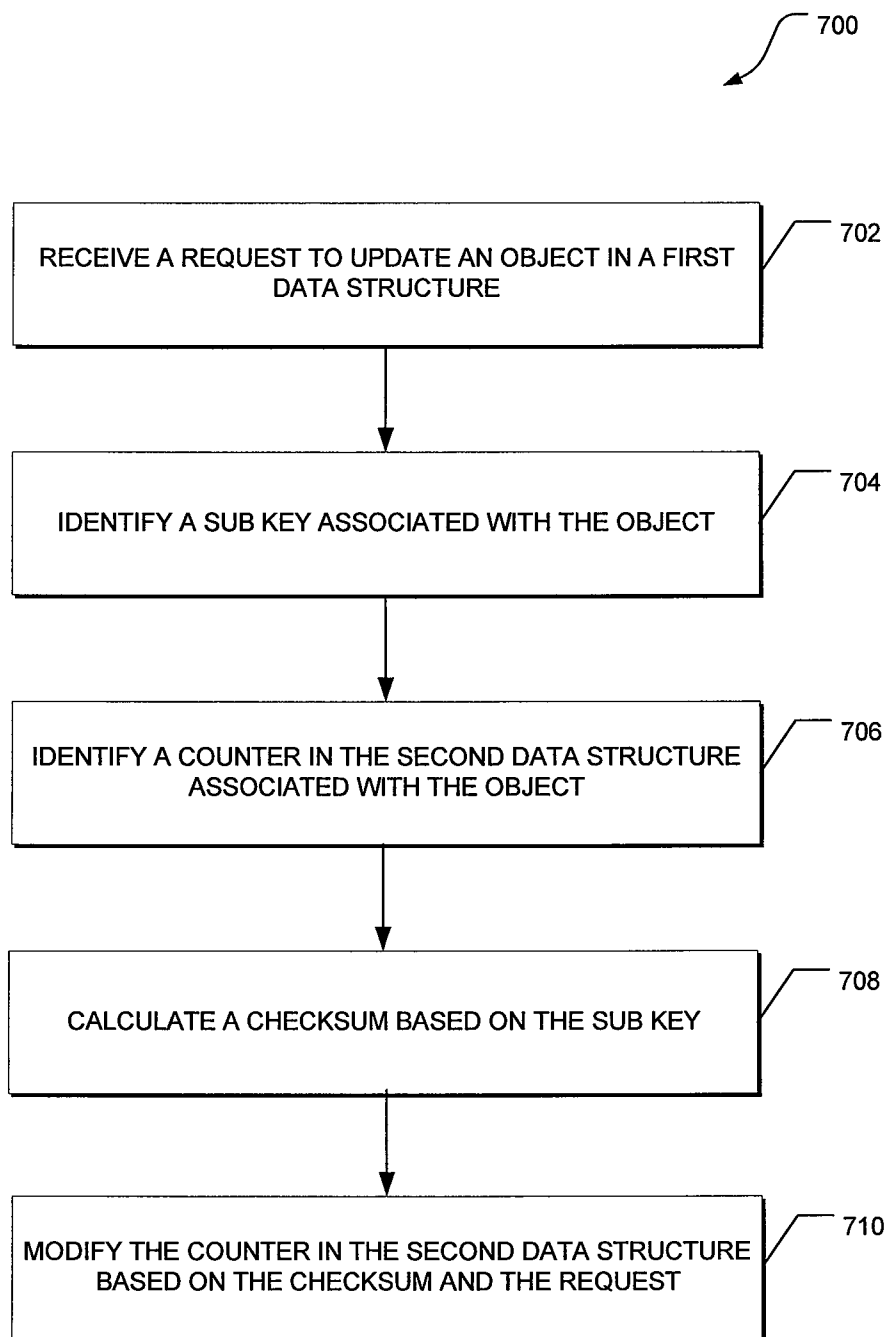 700
RECEIVE A REQUEST TO UPDATE AN OBJECT IN A FIRST
DATA STRUCTURE
702
IDENTIFY A SUB KEY ASSOCIATED WITH THE OBJECT
704
IDENTIFY A COUNTER IN THE SECOND DATA STRUCTURE
ASSOCIATED WITH THE OBJECT
706
CALCULATE A CHECKSUM BASED ON THE SUB KEY
708
MODIFY THE COUNTER IN THE SECOND DATA STRUCTURE
BASED ON THE CHECKSUM AND THE REQUEST
710